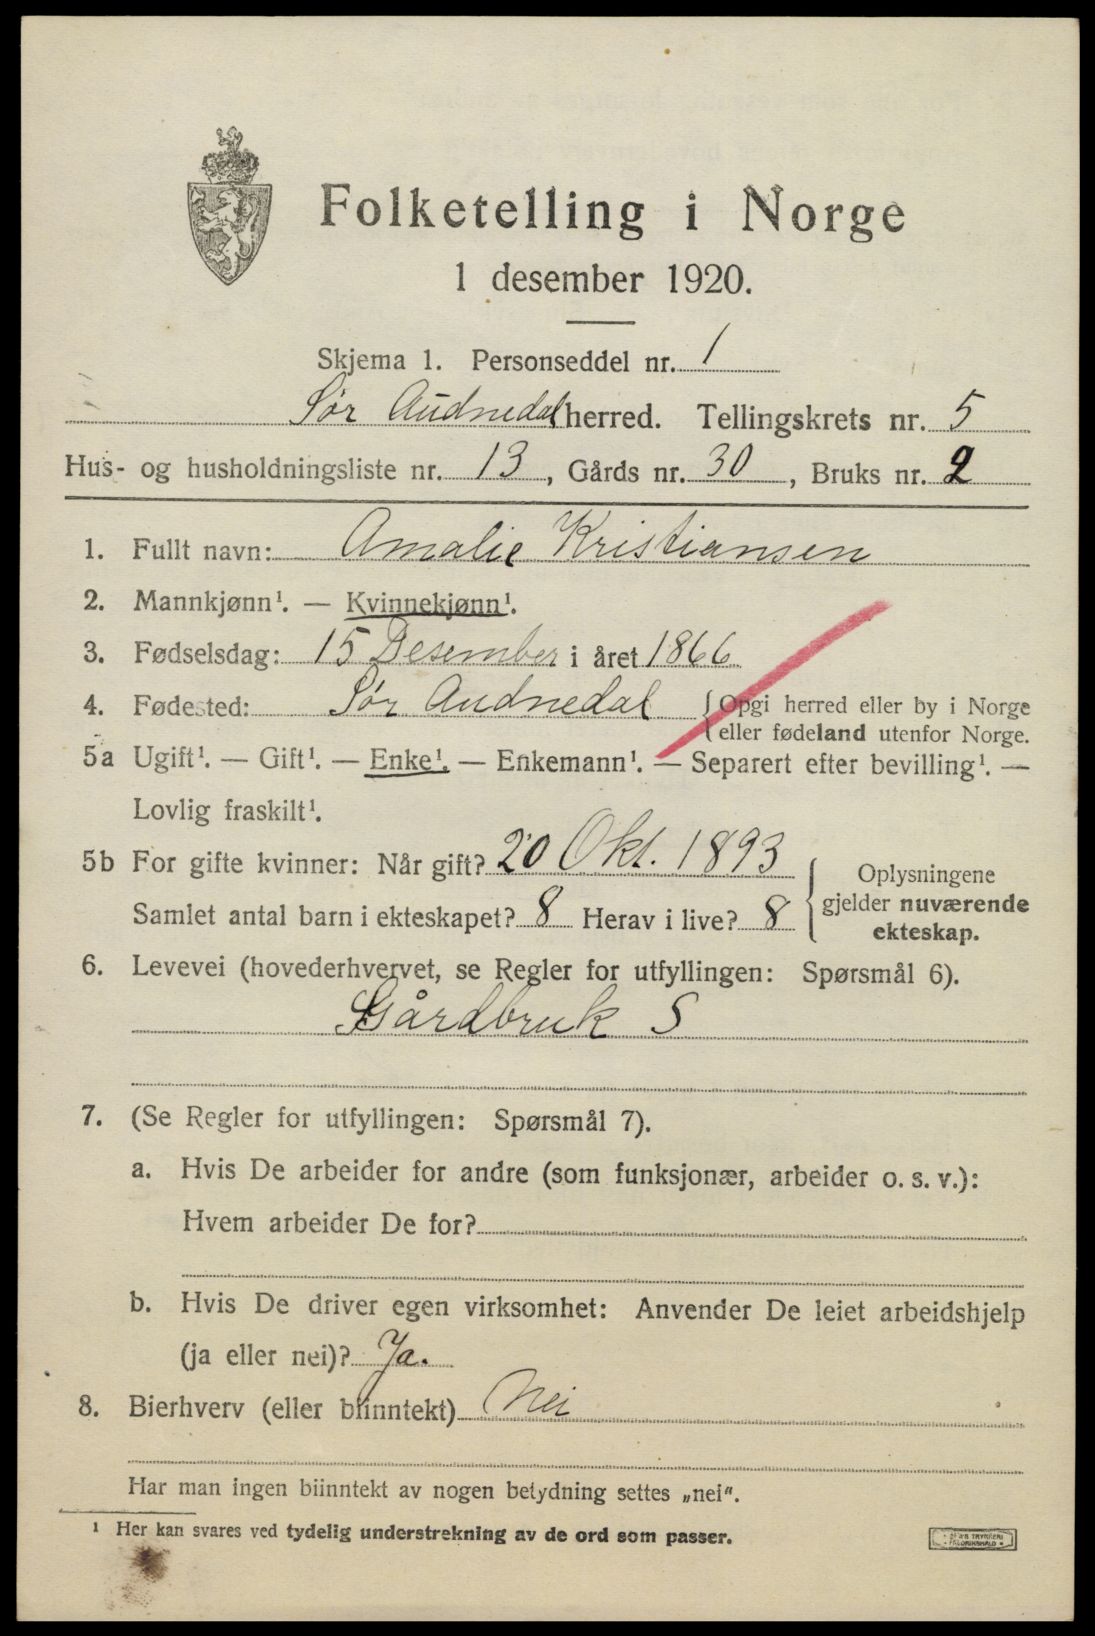 Folketelling i Norge
1 desember 1920.
Skjema 1. Personseddel nr. 1
Sør Audnedal herred. Tellingskrets nr. 5
Hus- og husholdningsliste nr. 13, Gårds nr. 30, Bruks nr. 2
1. Fullt navn: Amalie Kristiansen
2. Mannkjønn¹. — Kvinnekjønn¹.
3. Fødselsdag: 15 Desember i året 1866
4. Fødested: Sør Audnedal {Opgi herred eller by i Norge
eller fødeland utenfor Norge.
5a Ugift¹. — Gift¹. — Enke¹. — Enkemann¹. — Separert efter bevilling¹. —
Lovlig fraskilt¹.
5b For gifte kvinner: Når gift? 20 Okt. 1893
Samlet antal barn i ekteskapet? 8 Herav i live? 8
Oplysningene
gjelder nuværende
ekteskap.
6. Levevei (hovederhvervet, se Regler for utfyllingen: Spørsmål 6).
Gårdbruk S
7. (Se Regler for utfyllingen: Spørsmål 7).
a. Hvis De arbeider for andre (som funksjonær, arbeider o. s. v.):
Hvem arbeider De for?
b. Hvis De driver egen virksomhet: Anvender De leiet arbeidshjelp
(ja eller nei)? Ja.
8. Bierhverv (eller biinntekt) Nei
Har man ingen biinntekt av nogen betydning settes „nei".
¹ Her kan svares ved tydelig understrekning av de ord som passer.